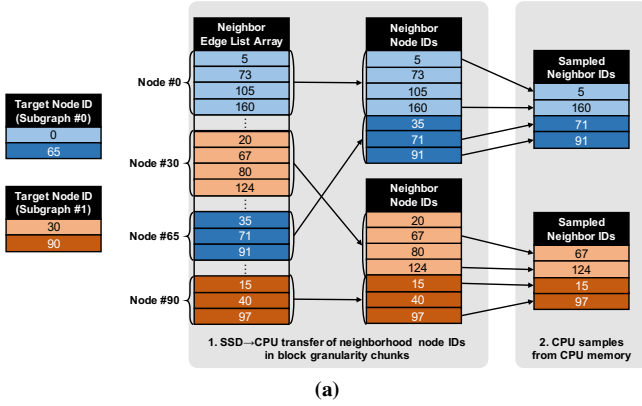 Target Node ID
(Subgraph #0)
0
65
Target Node ID
(Subgraph #1)
30
90
Neighbor
Edge List Array
Node #0
5
73
105
160
⋮
Node #30
20
67
80
124
⋮
Node #65
35
71
91
⋮
Node #90
15
40
97
Neighbor
Node IDs
5
73
105
160
35
71
91
Neighbor
Node IDs
20
67
80
124
15
40
97
1. SSD→CPU transfer of neighborhood node IDs
in block granularity chunks
Sampled
Neighbor IDs
5
160
71
91
Sampled
Neighbor IDs
67
124
15
97
2. CPU samples
from CPU memory
(a)